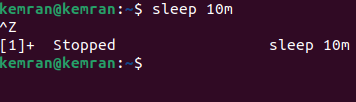 kemran@kemran:~$ sleep 10m
^Z
[1]+  Stopped                 sleep 10m
kemran@kemran:~$